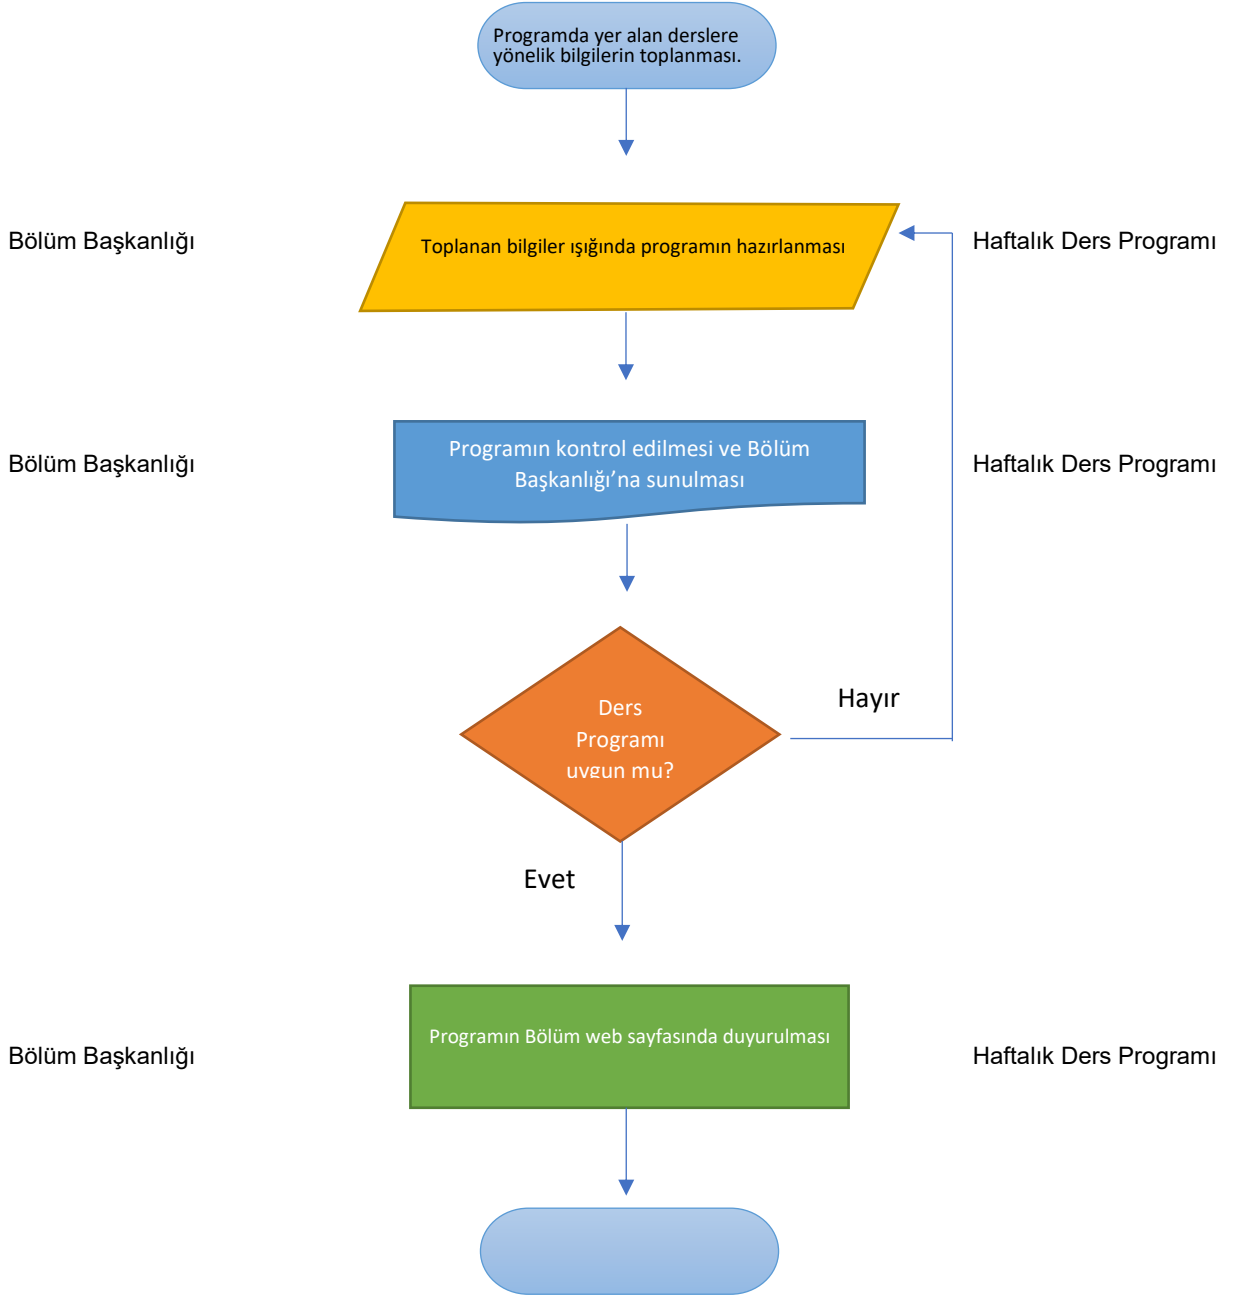 Programda yer alan derslere
yönelik bilgilerin toplanması.
Bölüm Başkanlığı
Toplanan bilgiler ışığında programın hazırlanması
Haftalık Ders Programı
Bölüm Başkanlığı
Programın kontrol edilmesi ve Bölüm
Başkanlığı’na sunulması
Haftalık Ders Programı
Ders
Programı
uygun mu?
Hayır
Evet
Bölüm Başkanlığı
Programın Bölüm web sayfasında duyurulması
Haftalık Ders Programı